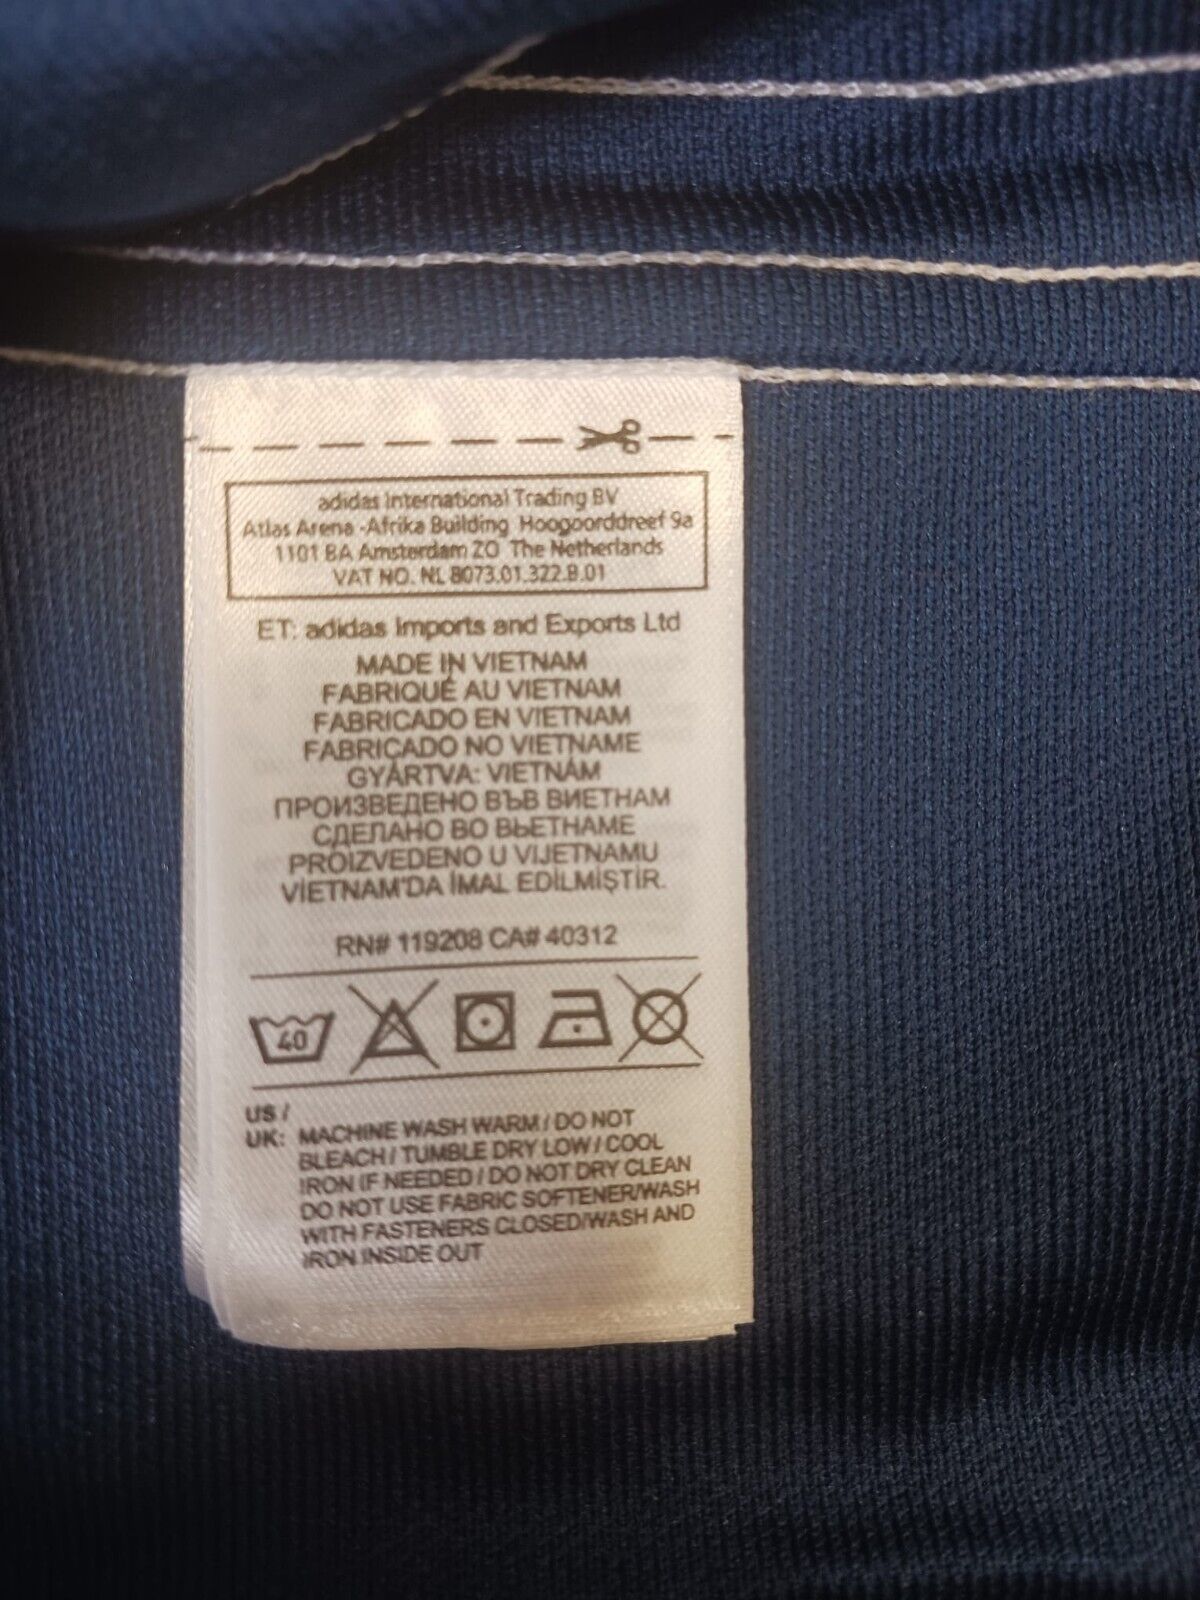 adidas International Trading BV
Atlas Arena -Afrika Building Hoogoorddreef 9a
1101 BA Amsterdam ZO The Netherlands
VAT NO. NL 8073.01.322.B.01
ET: adidas Imports and Exports Ltd
MADE IN VIETNAM
FABRIQUÉ AU VIETNAM
FABRICADO EN VIETNAM
FABRICADO NO VIETNAME
GYÁRTVA: VIETNÁM
ПРОИЗВЕДЕНО ВЪВ ВИЕТНАМ
СДЕЛАНО ВО ВЬЕТНАМЕ
PROIZVEDENO U VIJETNAMU
VİETNAM'DA İMAL EDİLMİŞTİR.
RN# 119208 CA# 40312
40
US /
UK: MACHINE WASH WARM / DO NOT
BLEACH / TUMBLE DRY LOW / COOL
IRON IF NEEDED / DO NOT DRY CLEAN
DO NOT USE FABRIC SOFTENER/WASH
WITH FASTENERS CLOSED/WASH AND
IRON INSIDE OUT